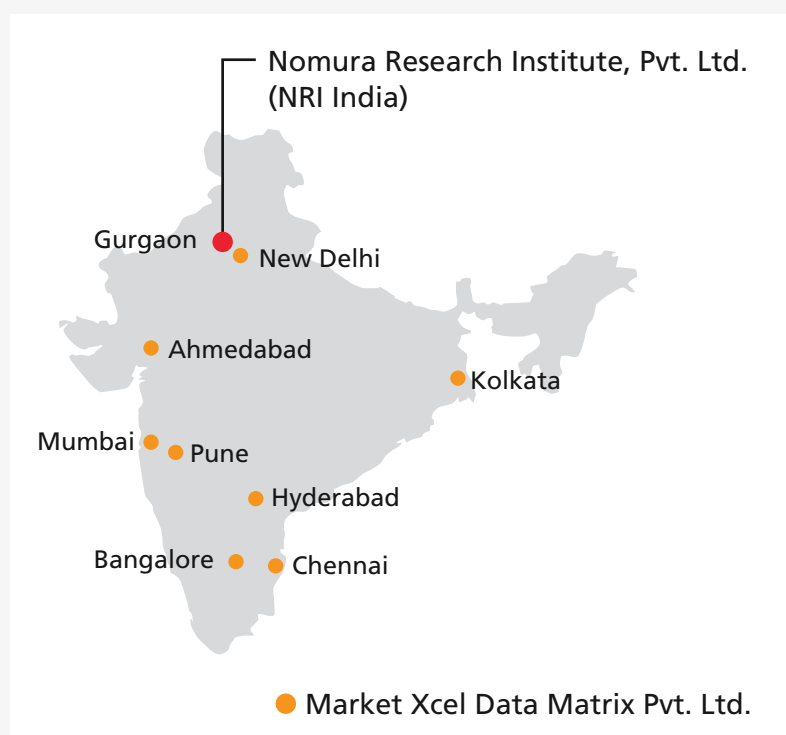 Nomura Research Institute, Pvt. Ltd.
(NRI India)
Gurgaon
New Delhi
Ahmedabad
Kolkata
Mumbai
Pune
Hyderabad
Bangalore
Chennai
Market Xcel Data Matrix Pvt. Ltd.